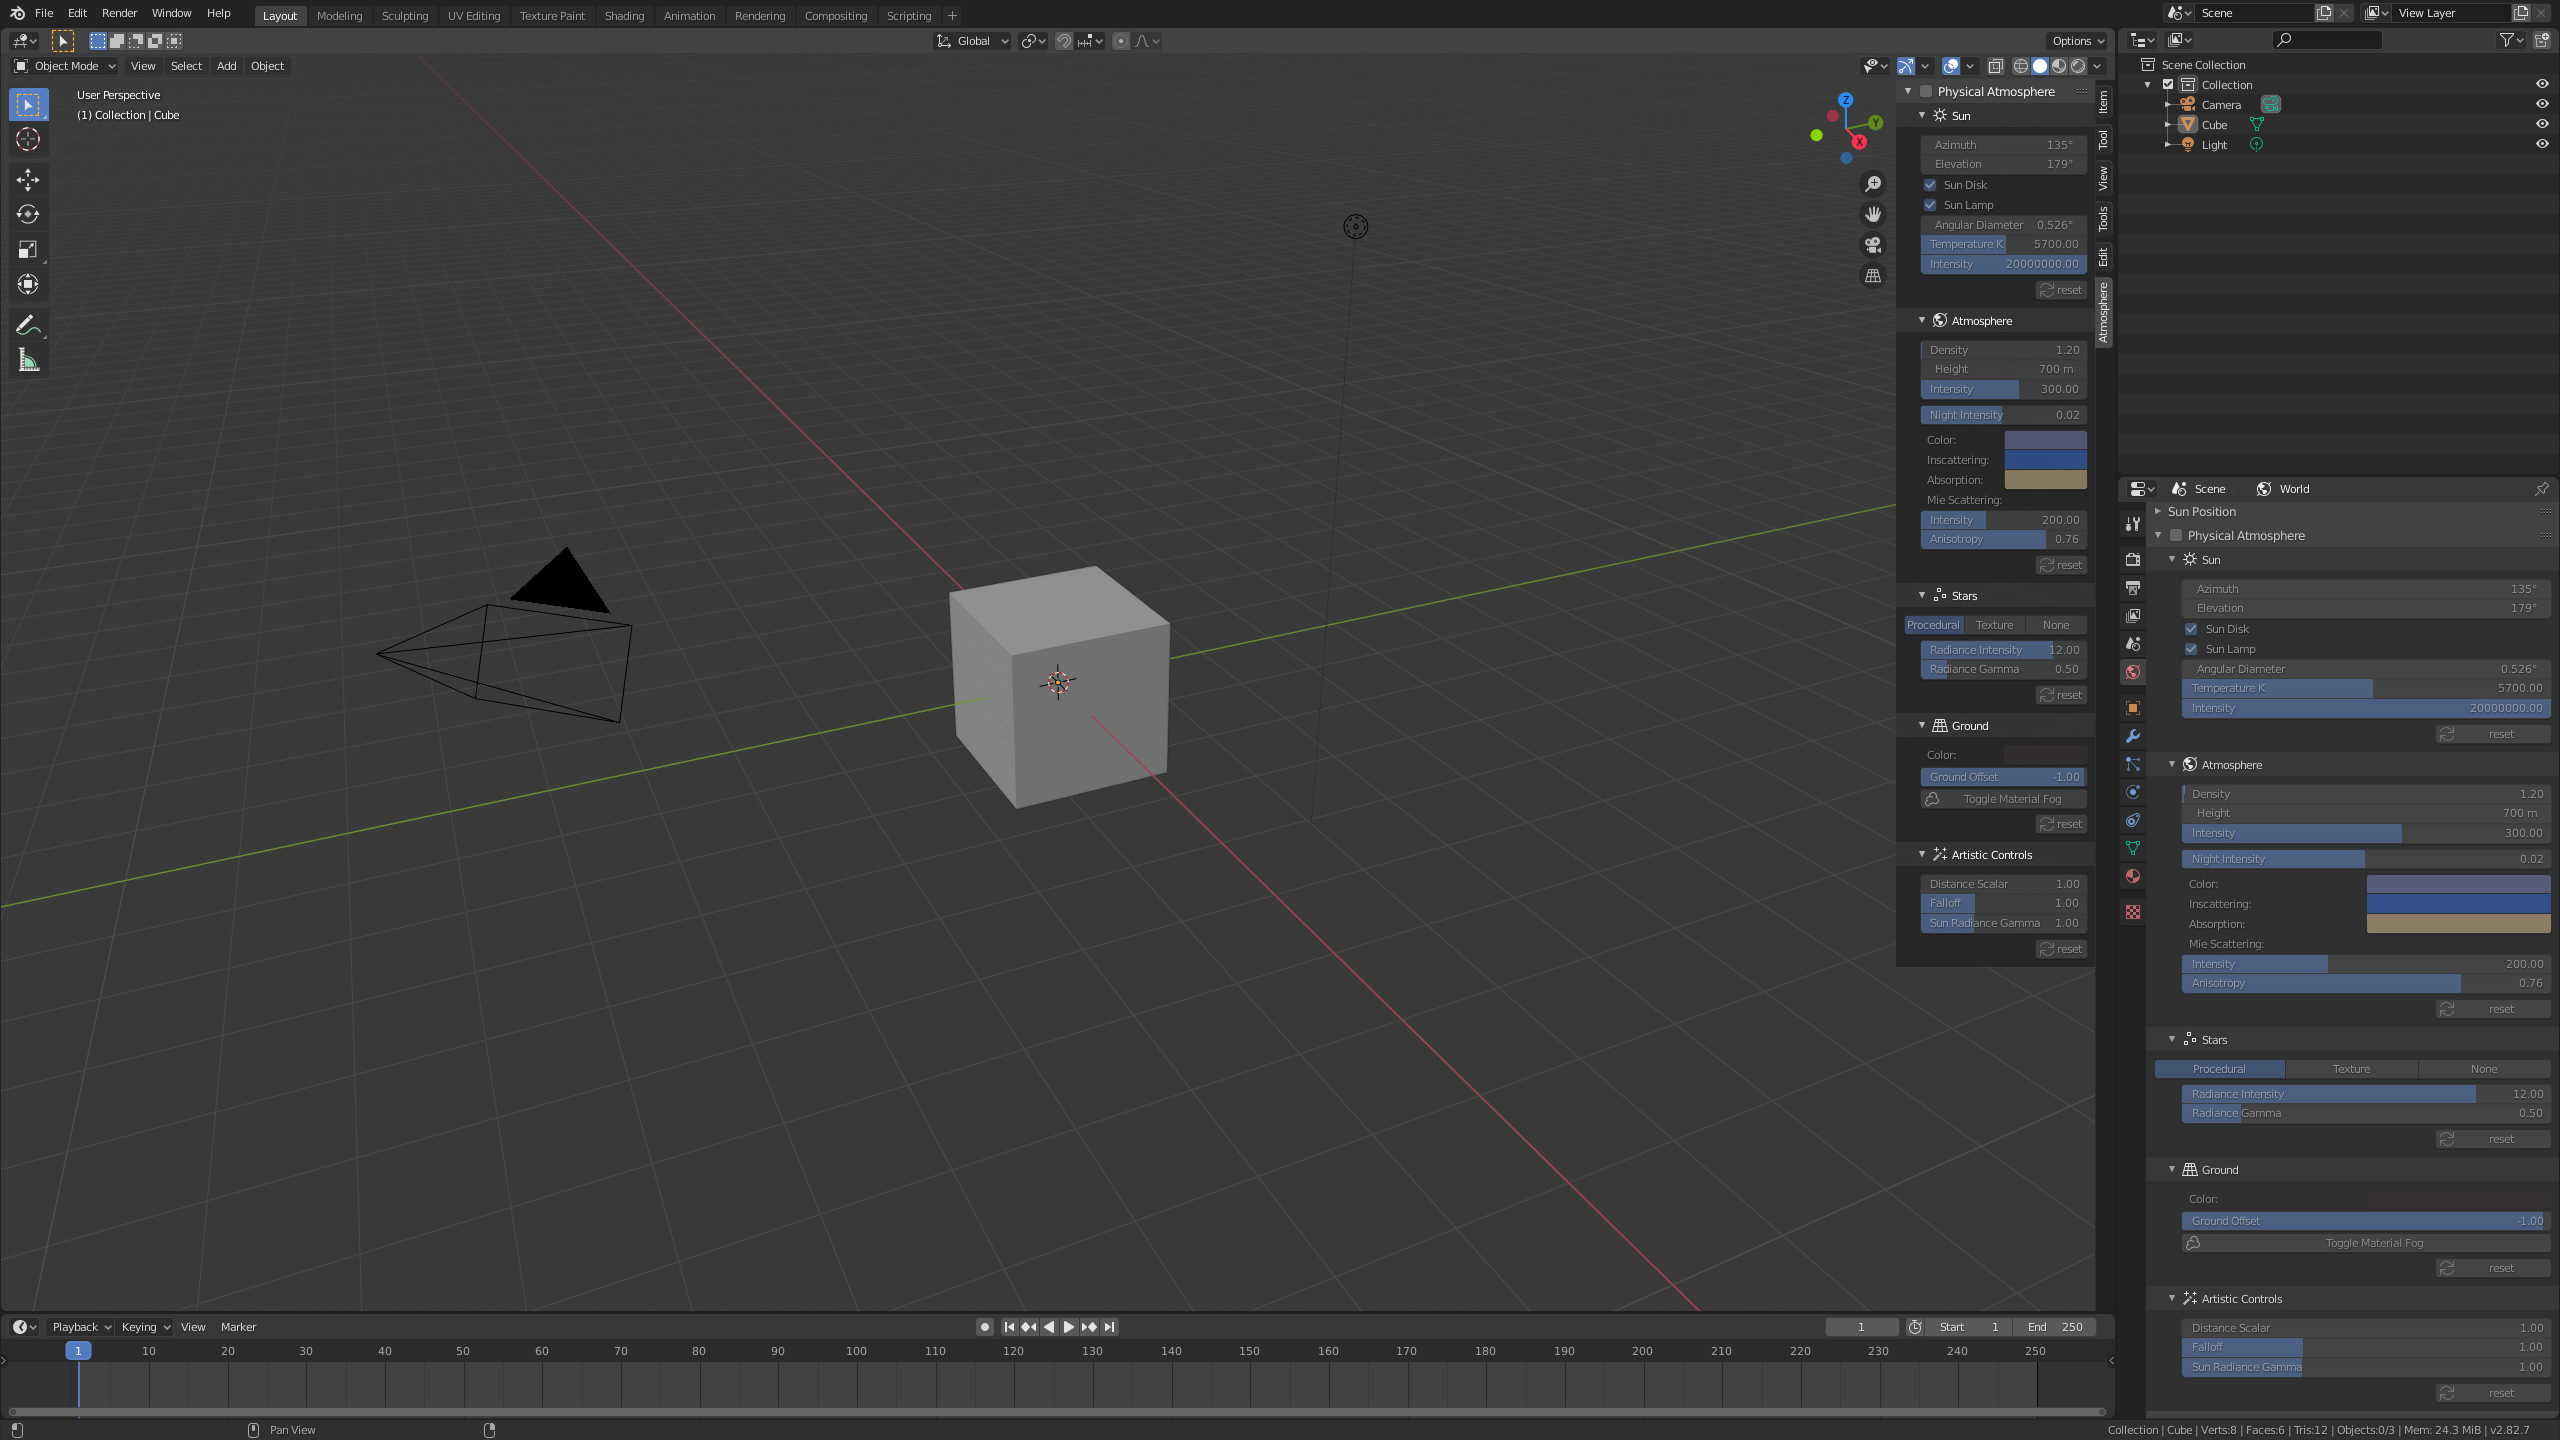 File Edit Render Window Help Layout Modeling Sculpting UV Editing Texture Paint Shading Animation Rendering Compositing Scripting + Scene View Layer
Global Options
Object Mode View Select Add Object
User Perspective
(1) Collection | Cube
Z
Y
X
Physical Atmosphere
Sun
Azimuth 135°
Elevation 179°
Sun Disk
Sun Lamp
Angular Diameter 0.526°
Temperature K 5700.00
Intensity 20000000.00
reset
Atmosphere
Density 1.20
Height 700 m
Intensity 300.00
Night Intensity 0.02
Color:
Inscattering:
Absorption:
Mie Scattering:
Intensity 200.00
Anisotropy 0.76
reset
Stars
Procedural Texture None
Radiance Intensity 12.00
Radiance Gamma 0.50
reset
Ground
Color:
Ground Offset -1.00
Toggle Material Fog
reset
Artistic Controls
Distance Scalar 1.00
Falloff 1.00
Sun Radiance Gamma 1.00
reset
Item
Tool
View
Tools
Edit
Atmosphere
Scene Collection
Collection
Camera
Cube
Light
Scene World
Sun Position
Physical Atmosphere
Sun
Azimuth 135°
Elevation 179°
Sun Disk
Sun Lamp
Angular Diameter 0.526°
Temperature K 5700.00
Intensity 20000000.00
reset
Atmosphere
Density 1.20
Height 700 m
Intensity 300.00
Night Intensity 0.02
Color:
Inscattering:
Absorption:
Mie Scattering:
Intensity 200.00
Anisotropy 0.76
reset
Stars
Procedural Texture None
Radiance Intensity 12.00
Radiance Gamma 0.50
reset
Ground
Color:
Ground Offset -1.00
Toggle Material Fog
reset
Artistic Controls
Distance Scalar 1.00
Falloff 1.00
Sun Radiance Gamma 1.00
reset
Playback Keying View Marker 1 Start 1 End 250
1 10 20 30 40 50 60 70 80 90 100 110 120 130 140 150 160 170 180 190 200 210 220 230 240 250
Pan View Collection | Cube | Verts:8 | Faces:6 | Tris:12 | Objects:0/3 | Mem: 24.3 MiB | v2.82.7